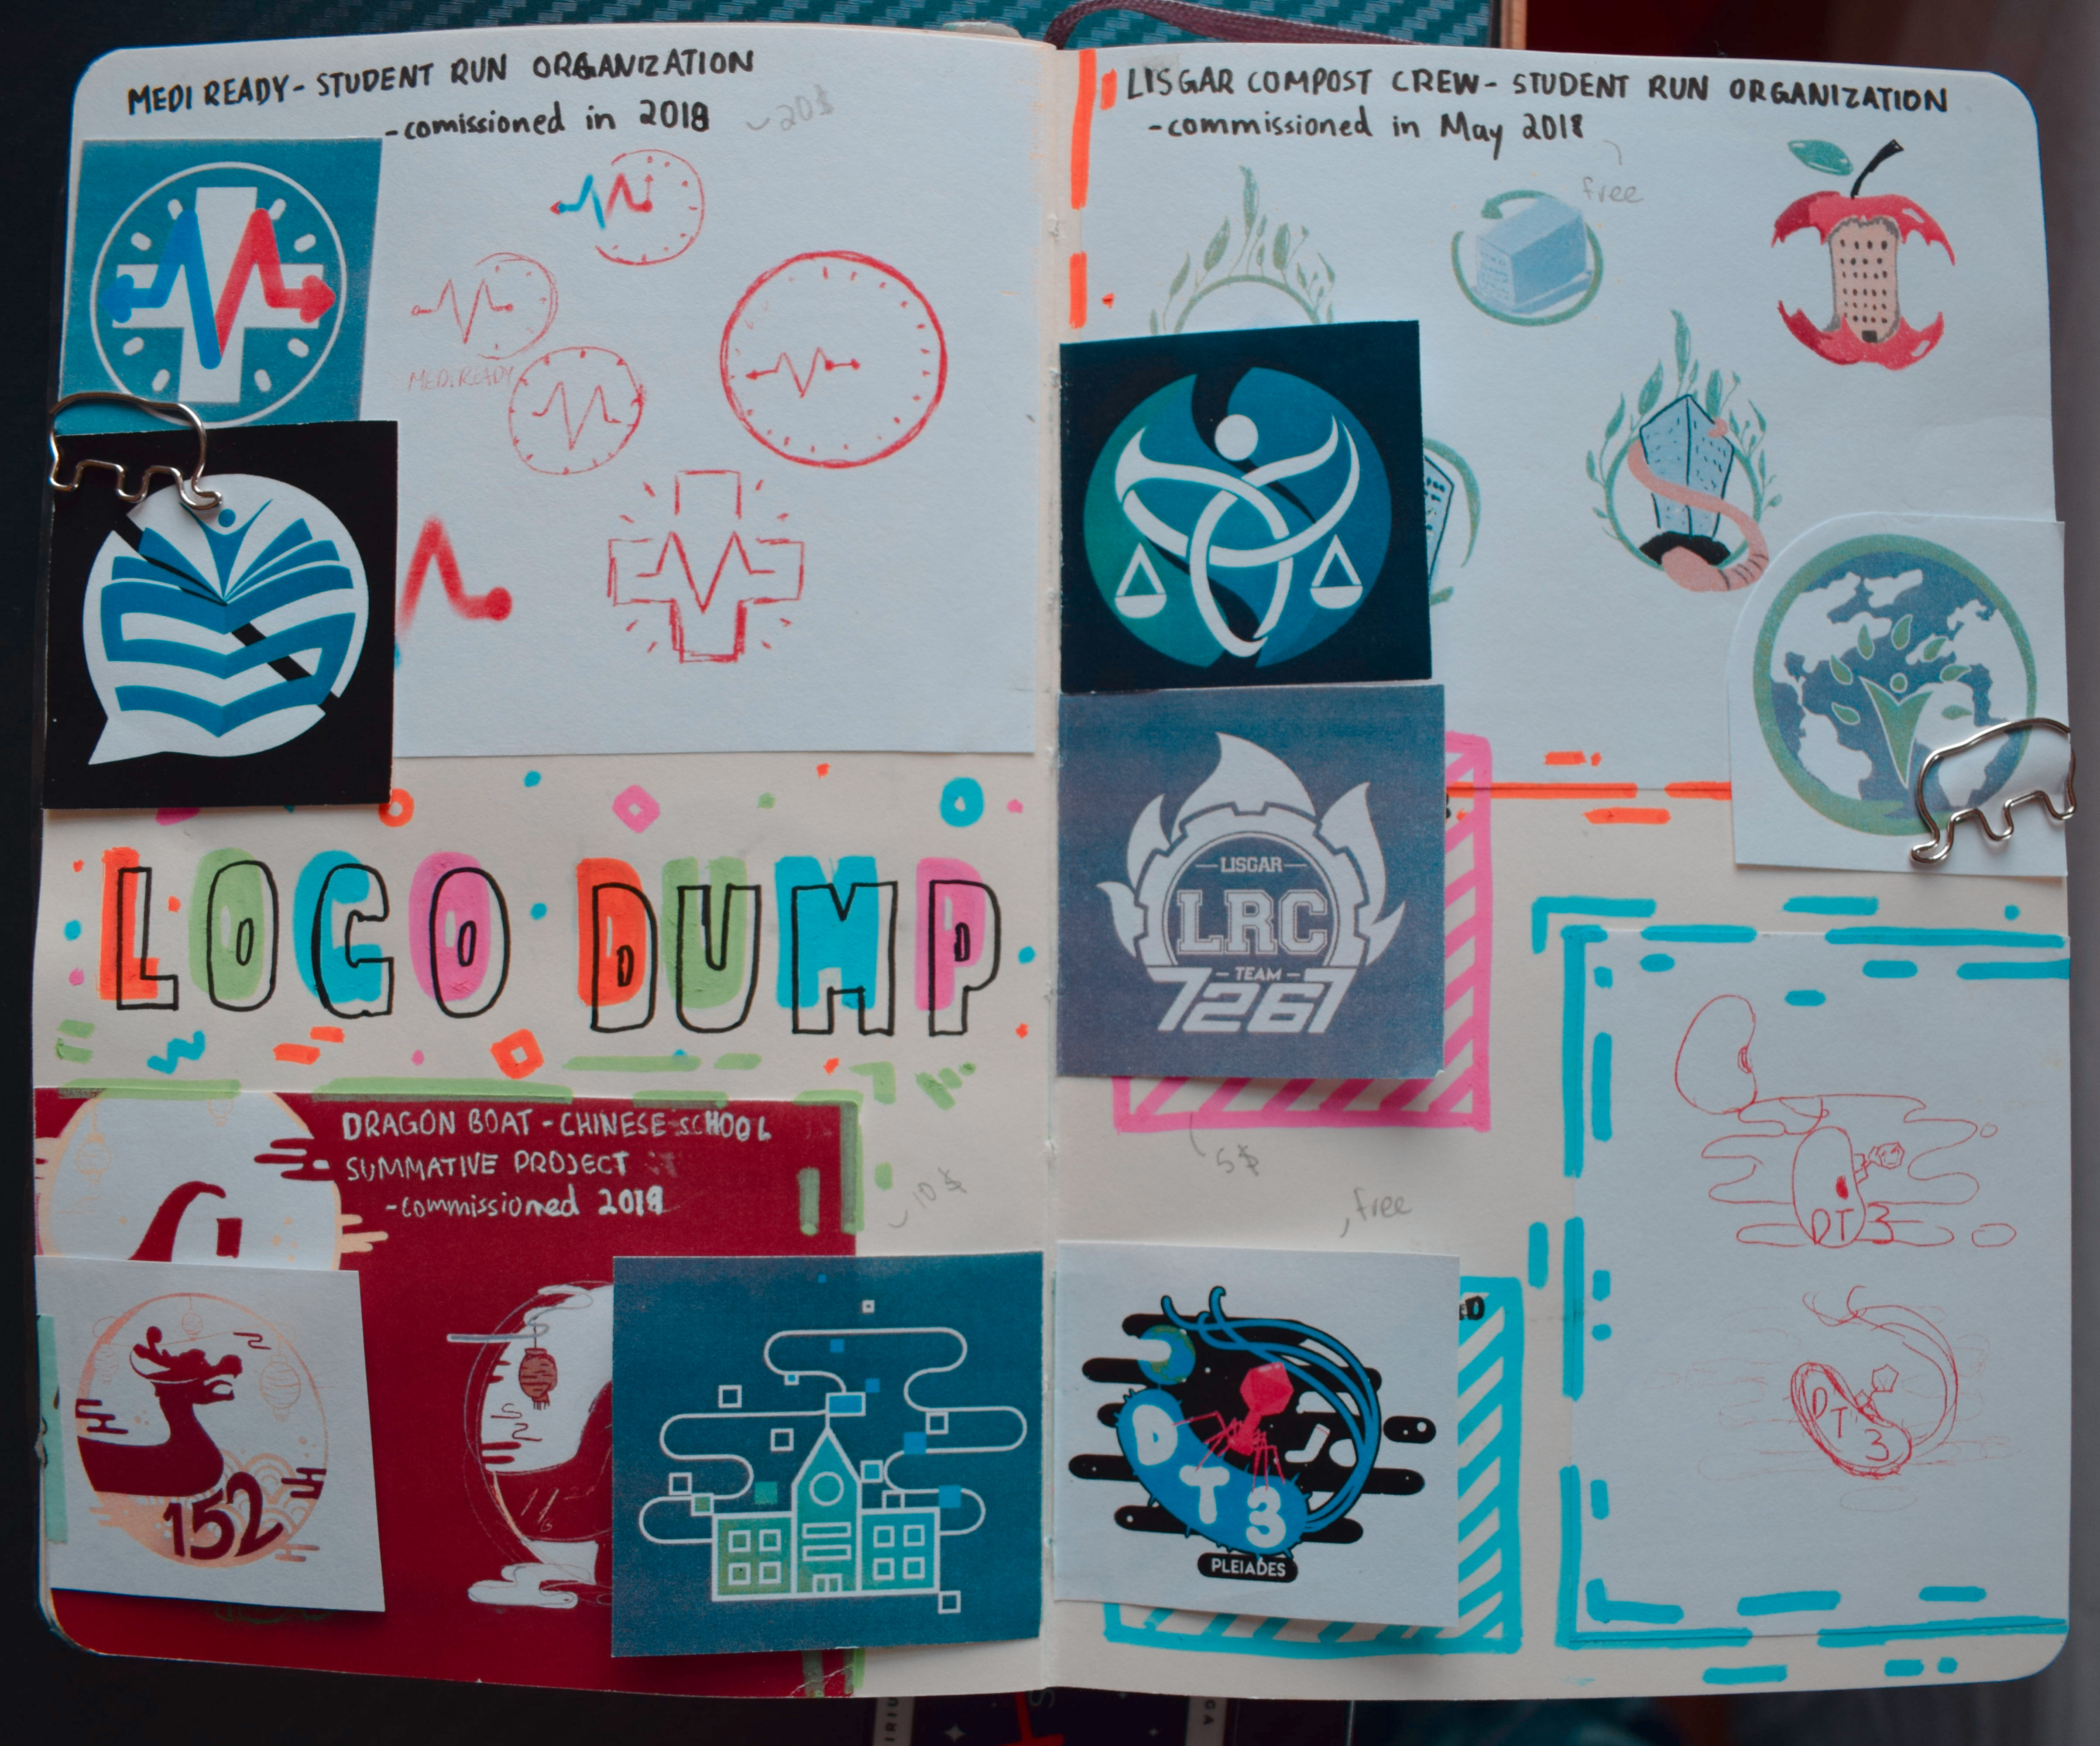 MEDI READY - STUDENT RUN ORGANIZATION
- comissioned in 2018
20$
MEDI READY
LOGO DUMP
DRAGON BOAT - CHINESE SCHOOL
SUMMATIVE PROJECT
- commissioned 2018
10$
152
LISGAR COMPOST CREW - STUDENT RUN ORGANIZATION
- commissioned in May 2018
free
LISGAR
LRC
TEAM
7267
5$
free
DT3
PLEIADES
DT3
DT3